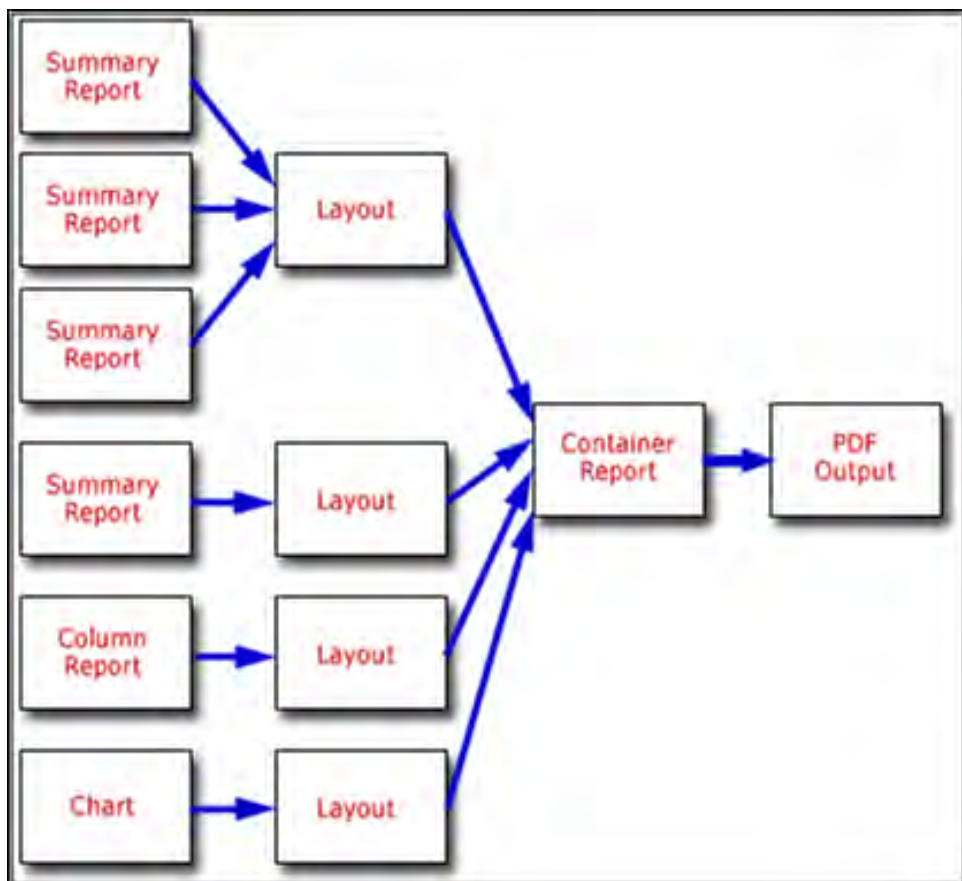 Summary
Report
Summary
Report
Layout
Summary
Report
Container
Report
PDF
Output
Summary
Report
Layout
Column
Report
Layout
Chart
Layout